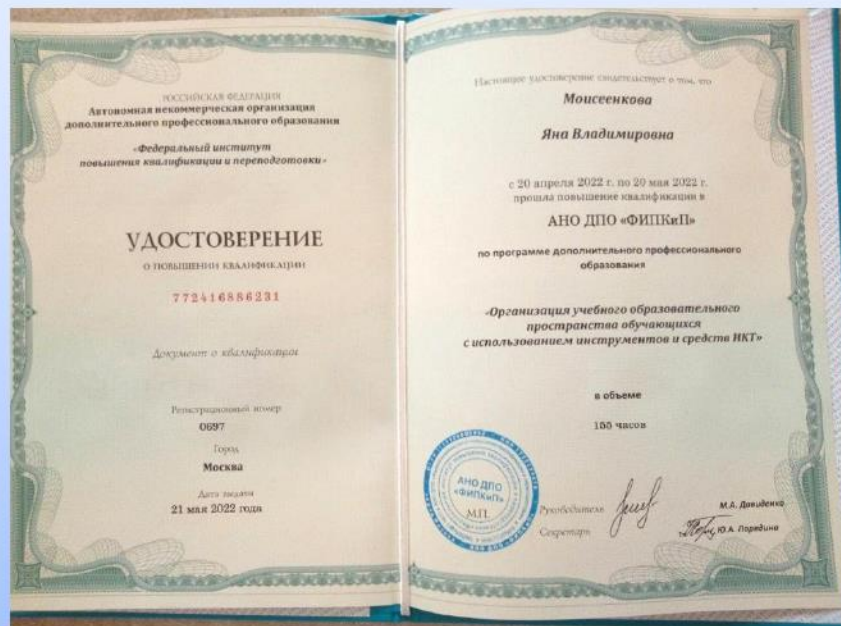 РОССИЙСКАЯ ФЕДЕРАЦИЯ
Автономная некоммерческая организация
дополнительного профессионального образования
«Федеральный институт
повышения квалификации и переподготовки»
УДОСТОВЕРЕНИЕ
О ПОВЫШЕНИИ КВАЛИФИКАЦИИ
772416886231
Документ о квалификации
Регистрационный номер
0697
Город
Москва
Дата выдачи
21 мая 2022 года
Настоящее удостоверение свидетельствует о том, что
Моисеенкова
Яна Владимировна
с 20 апреля 2022 г. по 20 мая 2022 г.
прошла повышение квалификации в
АНО ДПО «ФИПКиП»
по программе дополнительного профессионального
образования
«Организация учебного образовательного
пространства обучающихся
с использованием инструментов и средств ИКТ»
в объеме
155 часов
АНО ДПО
«ФИПКиП»
М.П.
Руководитель
М.А. Давиденко
Секретарь
Ю.А. Порядина